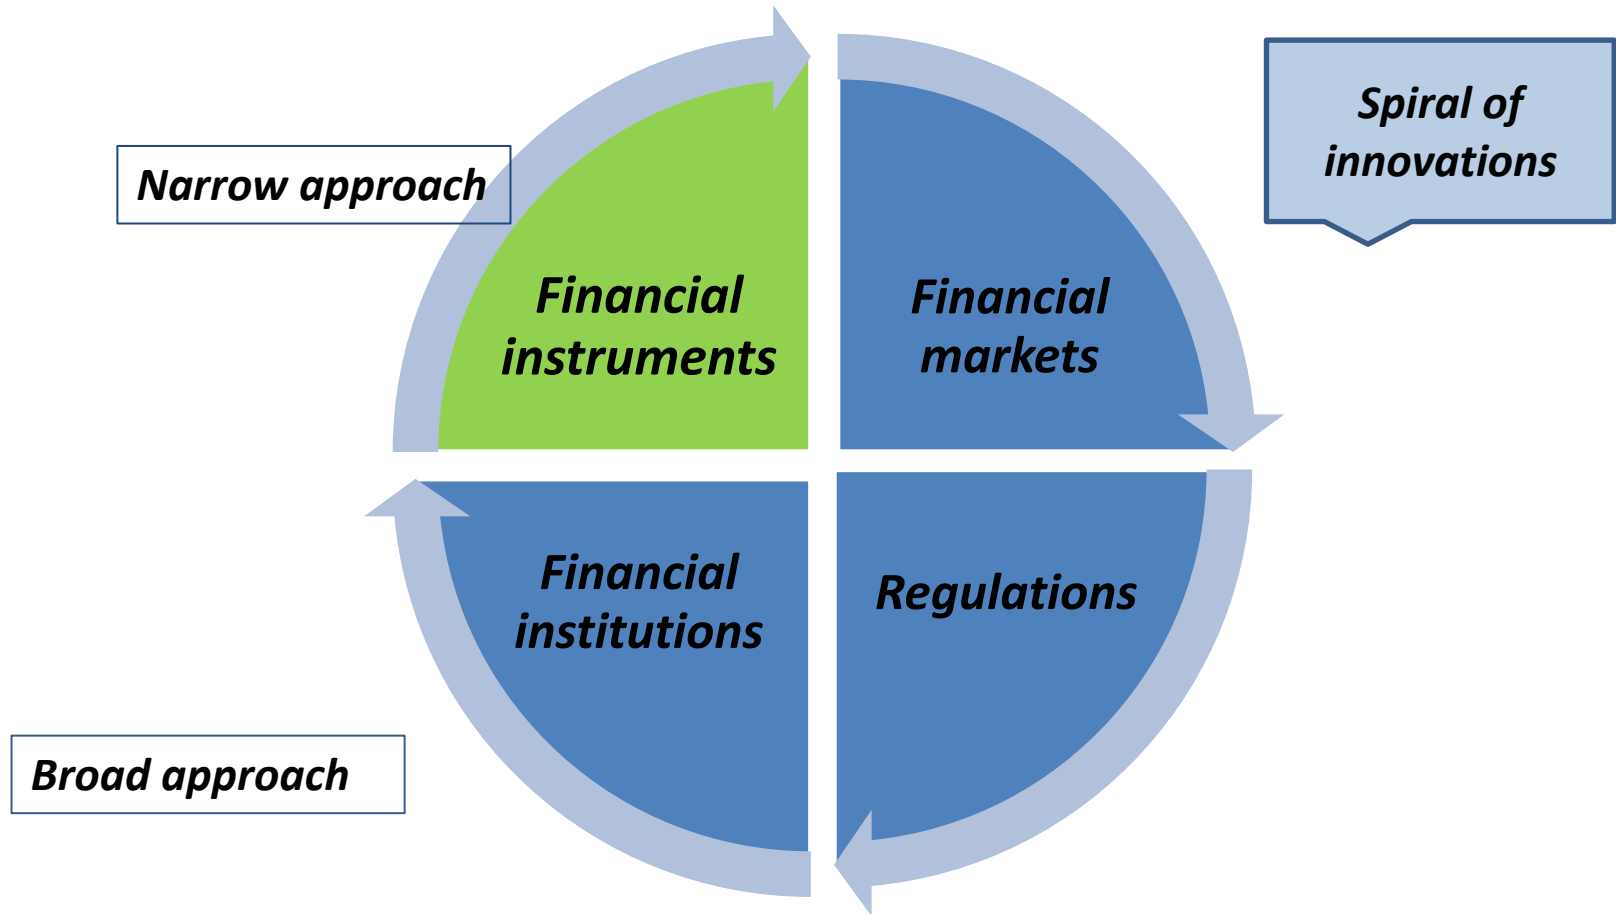 Spiral of
innovations
Narrow approach
Financial
instruments
Financial
markets
Financial
institutions
Regulations
Broad approach